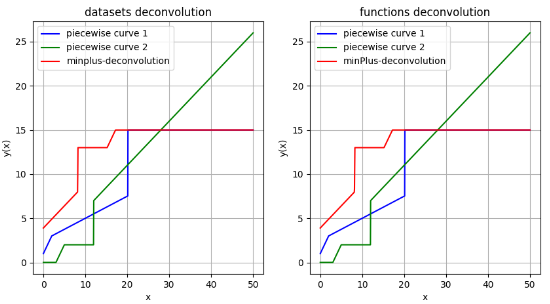 datasets deconvolution
piecewise curve 1
piecewise curve 2
minplus-deconvolution
y(x)
25
20
15
10
5
0
0 10 20 30 40 50
x
functions deconvolution
piecewise curve 1
piecewise curve 2
minPlus-deconvolution
y(x)
25
20
15
10
5
0
0 10 20 30 40 50
x